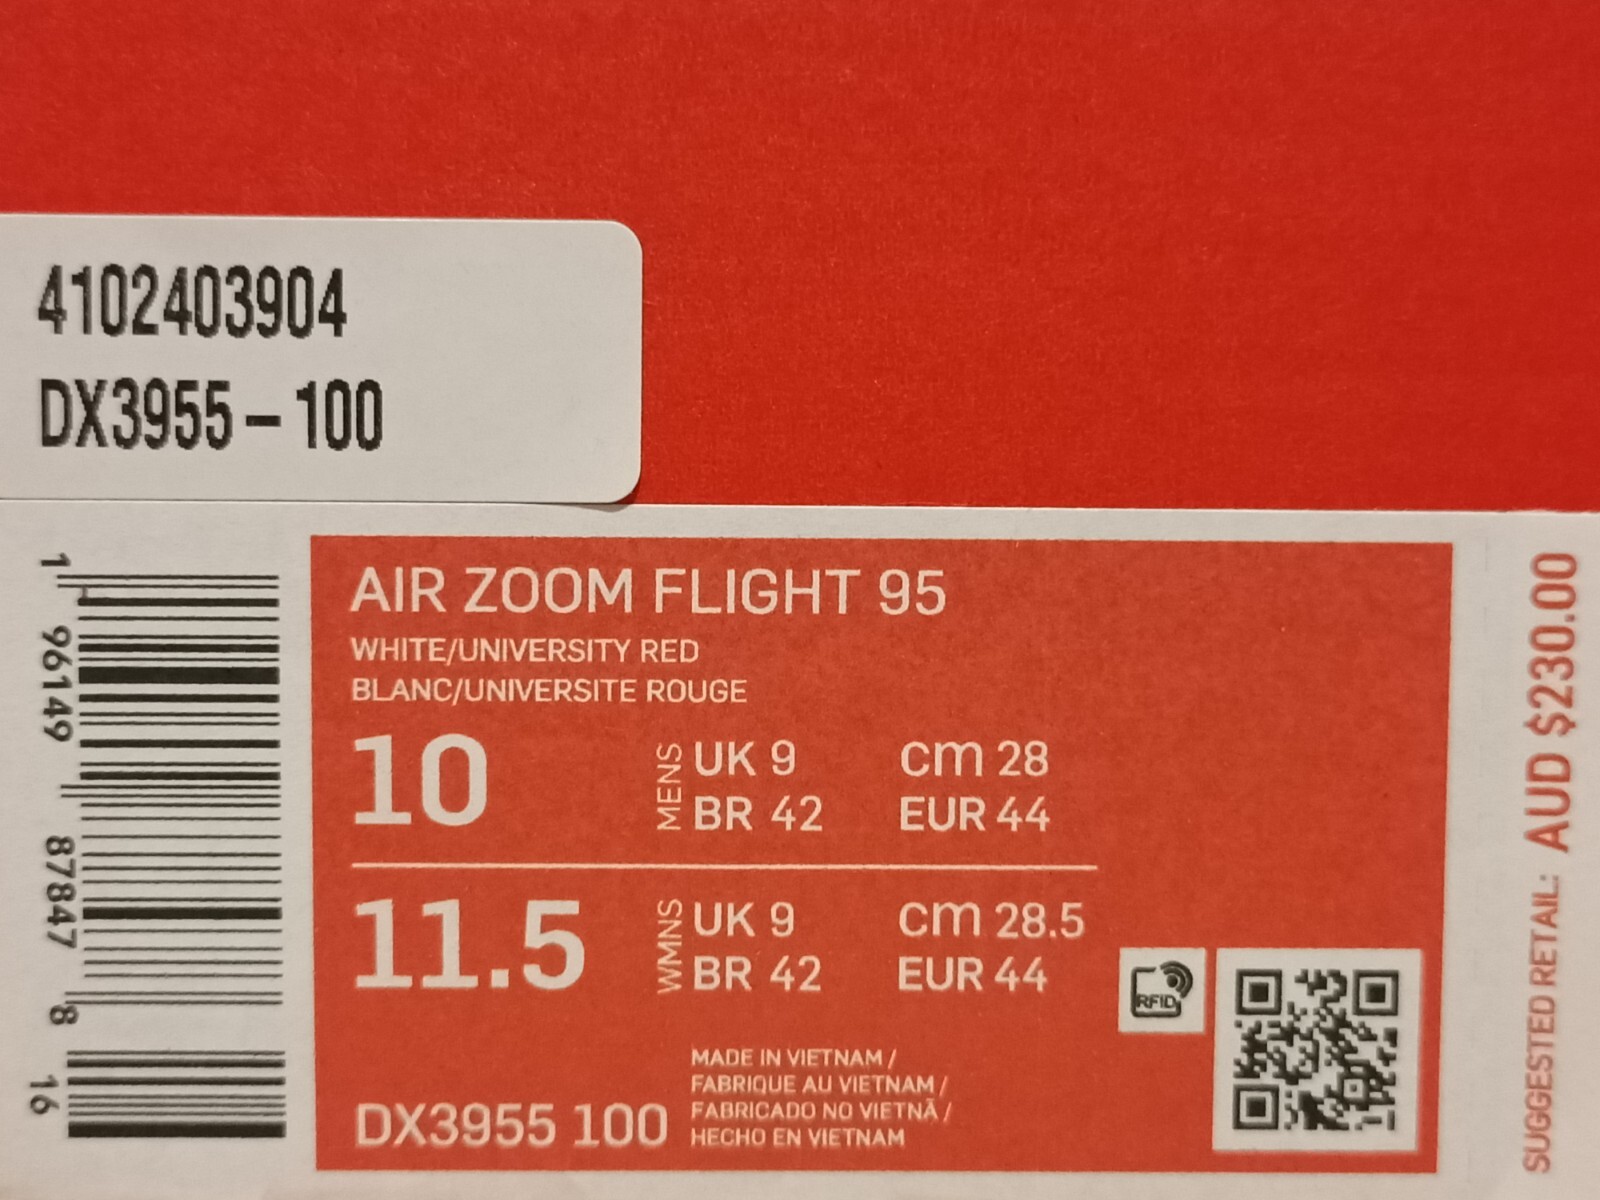 4102403904
DX3955-100
1 96149 87847 8
16
AIR ZOOM FLIGHT 95
WHITE/UNIVERSITY RED
BLANC/UNIVERSITE ROUGE
10
MENS
UK 9
cm 28
BR 42
EUR 44
11.5
WMNS
UK 9
cm 28.5
BR 42
EUR 44
RFID
DX3955 100
MADE IN VIETNAM /
FABRIQUE AU VIETNAM /
FABRICADO NO VIETNÃ /
HECHO EN VIETNAM
SUGGESTED RETAIL: AUD $230.00